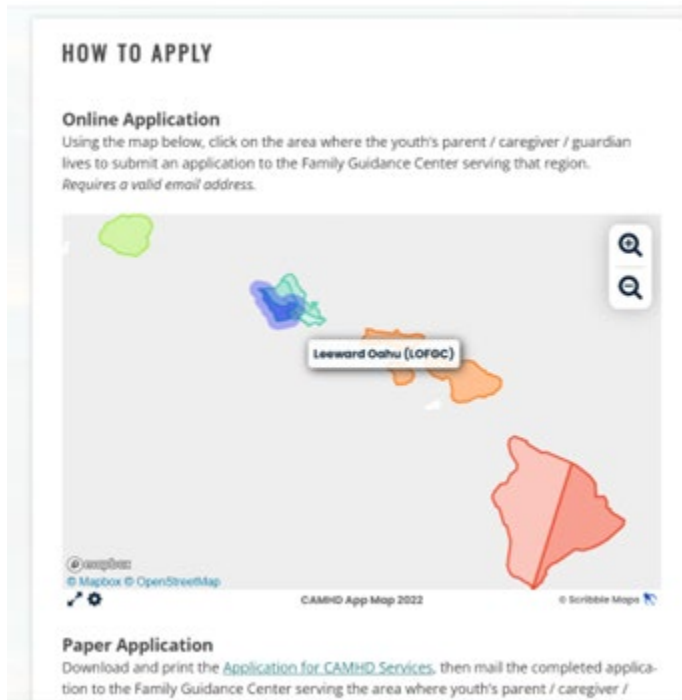 HOW TO APPLY
Online Application
Using the map below, click on the area where the youth's parent / caregiver / guardian
lives to submit an application to the Family Guidance Center serving that region.
Requires a valid email address.
Leeward Oahu (LOFGC)
mapbox
© Mapbox © OpenStreetMap
CAMHD App Map 2022
© Scribble Maps
Paper Application
Download and print the Application for CAMHD Services, then mail the completed applica-
tion to the Family Guidance Center serving the area where youth's parent / caregiver /